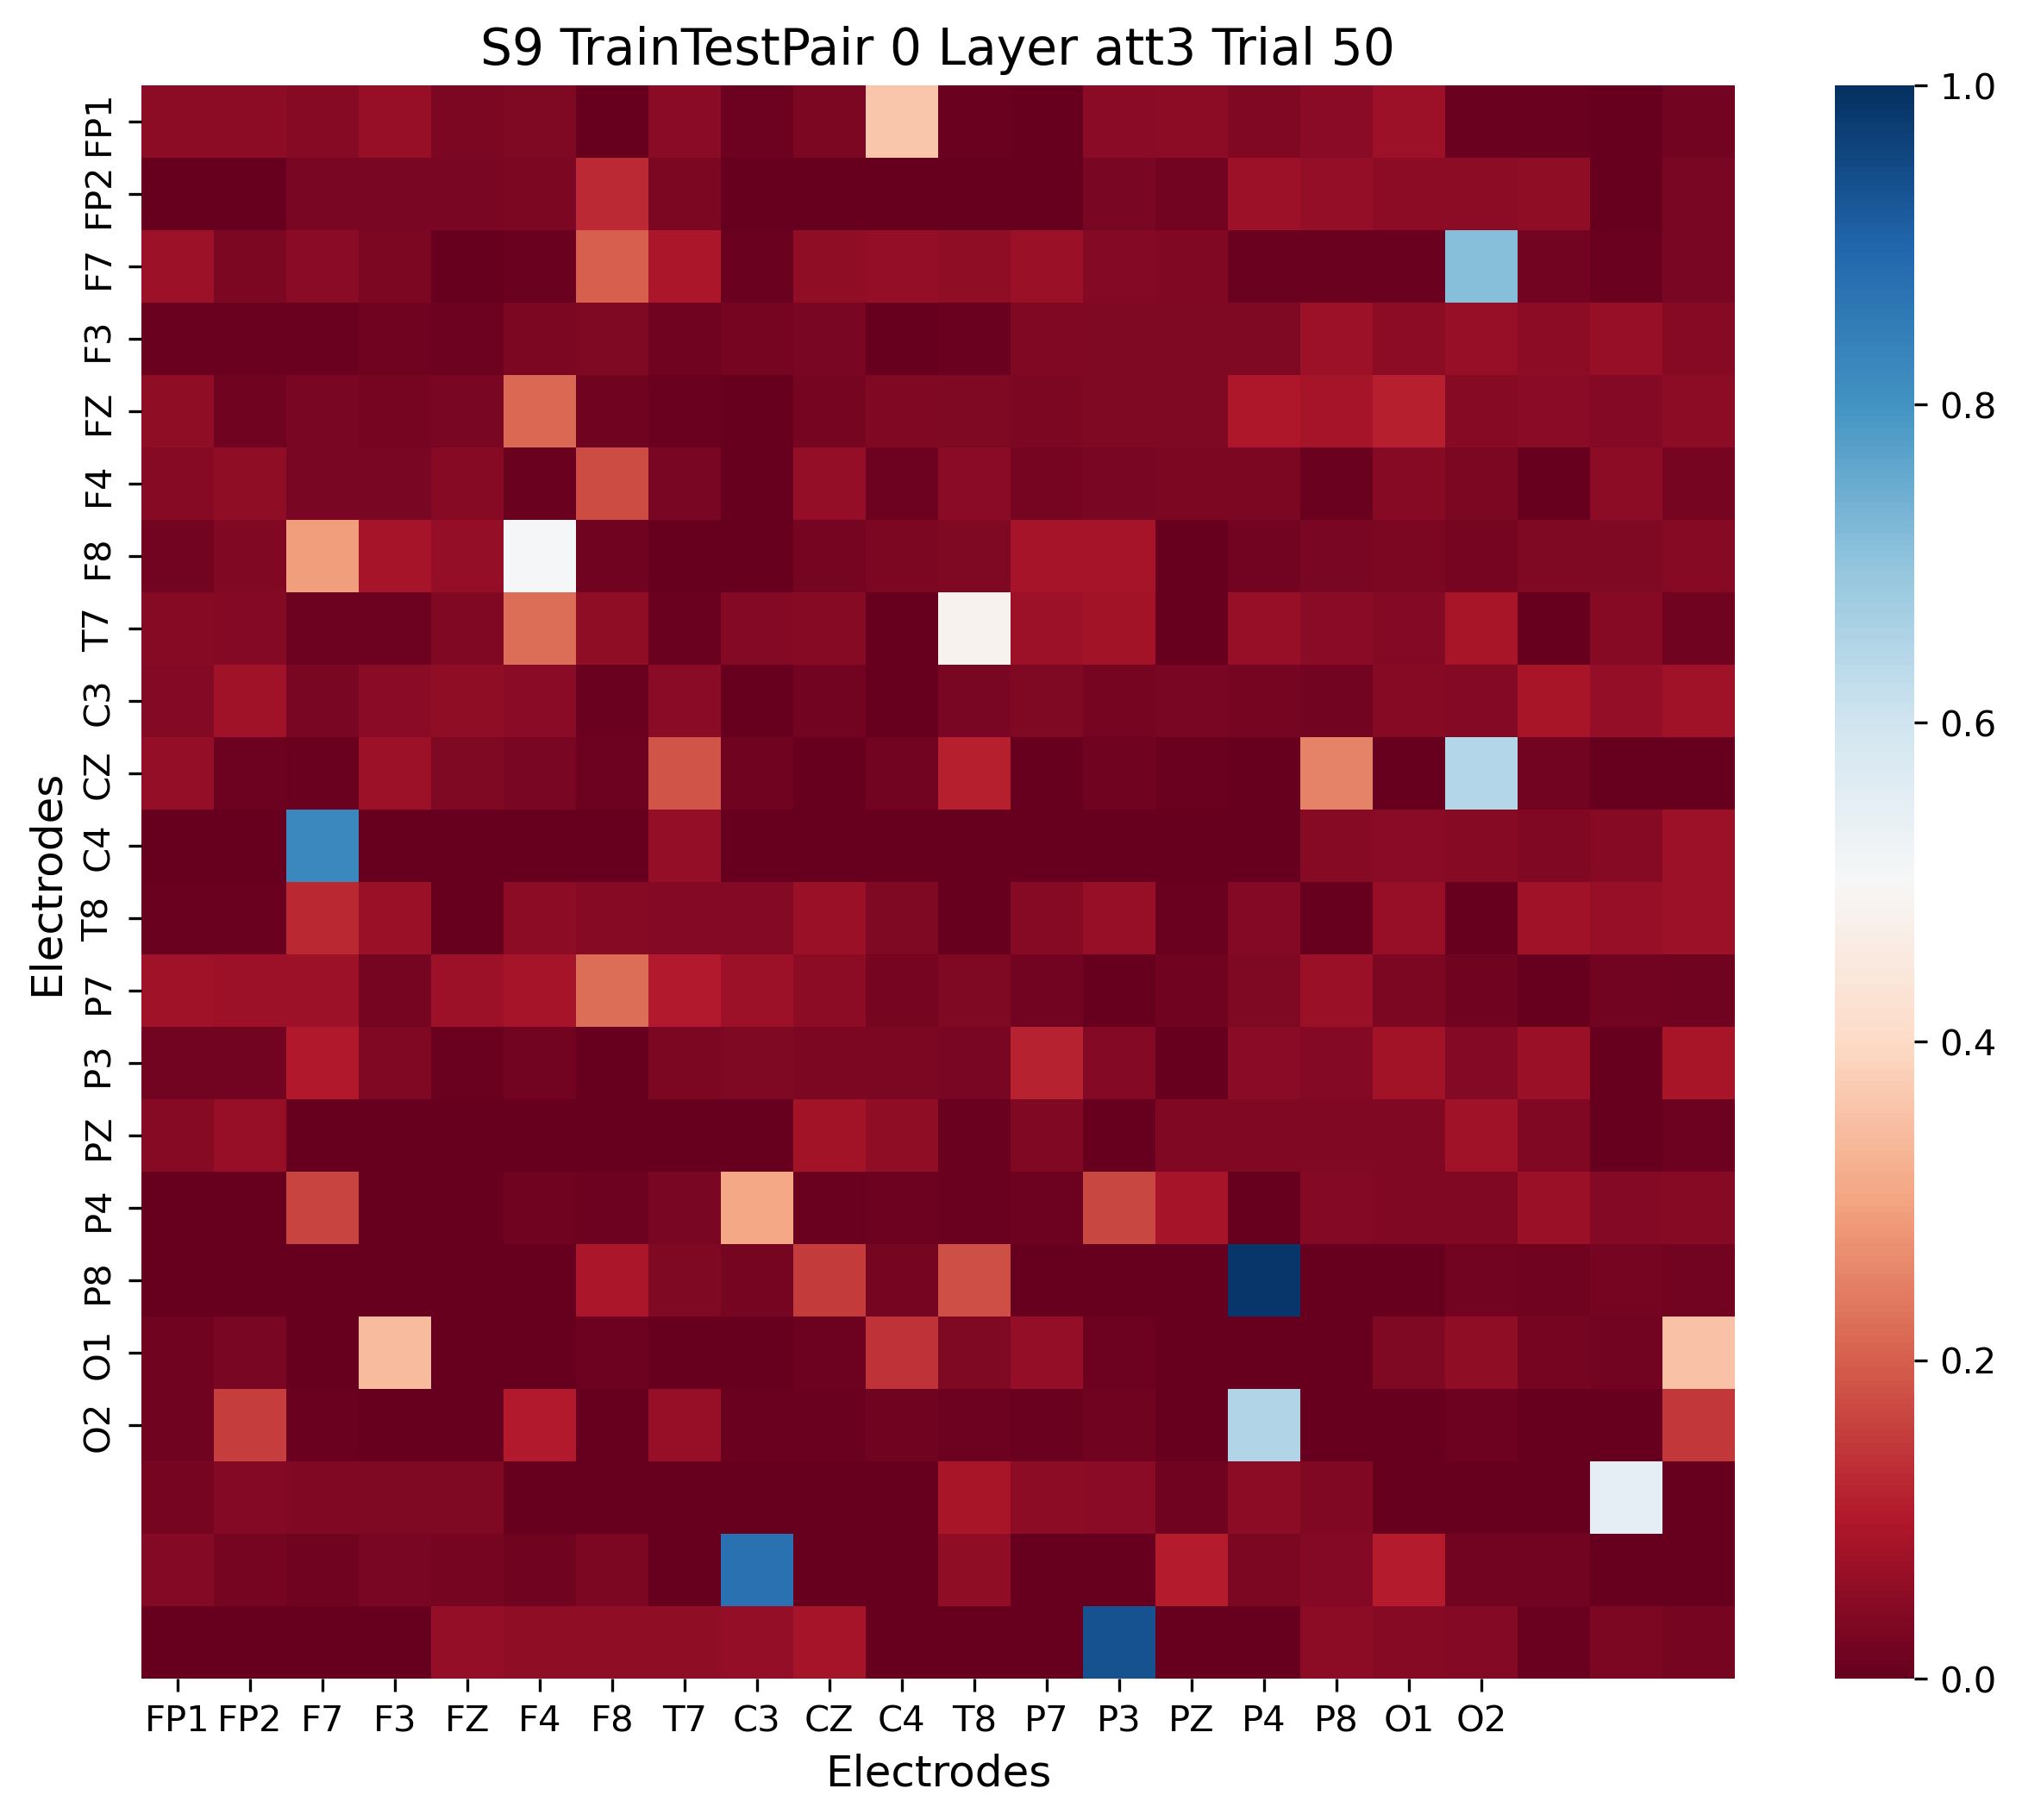 S9 TrainTestPair 0 Layer att3 Trial 50
Electrodes
FP1
FP2
F7
F3
FZ
F4
F8
T7
C3
CZ
C4
T8
P7
P3
PZ
P4
P8
O1
O2
FP1 FP2 F7 F3 FZ F4 F8 T7 C3 CZ C4 T8 P7 P3 PZ P4 P8 O1 O2
Electrodes
1.0
0.8
0.6
0.4
0.2
0.0